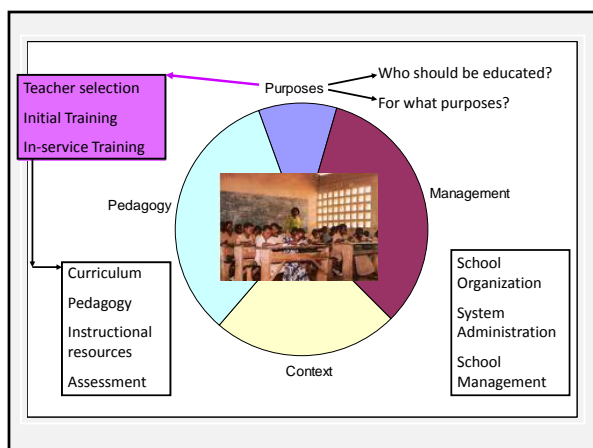 Teacher selection
Initial Training
In-service Training
Purposes
Who should be educated?
For what purposes?
Pedagogy
Management
Curriculum
Pedagogy
Instructional
resources
Assessment
Context
School
Organization
System
Administration
School
Management